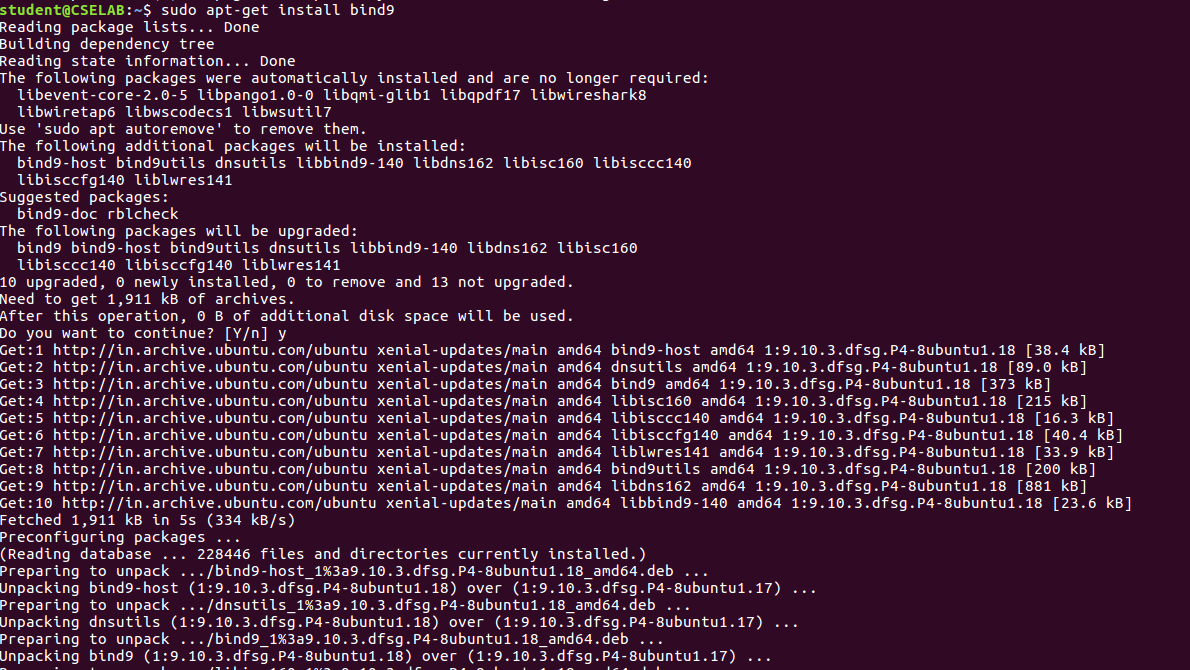 student@CSELAB:~$ sudo apt-get install bind9
Reading package lists... Done
Building dependency tree
Reading state information... Done
The following packages were automatically installed and are no longer required:
  libevent-core-2.0-5 libpango1.0-0 libqmi-glib1 libqpdf17 libwireshark8
  libwiretap6 libwscodecs1 libwsutil7
Use 'sudo apt autoremove' to remove them.
The following additional packages will be installed:
  bind9-host bind9utils dnsutils libbind9-140 libdns162 libisc160 libisccc140
  libisccfg140 liblwres141
Suggested packages:
  bind9-doc rblcheck
The following packages will be upgraded:
  bind9 bind9-host bind9utils dnsutils libbind9-140 libdns162 libisc160
  libisccc140 libisccfg140 liblwres141
10 upgraded, 0 newly installed, 0 to remove and 13 not upgraded.
Need to get 1,911 kB of archives.
After this operation, 0 B of additional disk space will be used.
Do you want to continue? [Y/n] y
Get:1 http://in.archive.ubuntu.com/ubuntu xenial-updates/main amd64 bind9-host amd64 1:9.10.3.dfsg.P4-8ubuntu1.18 [38.4 kB]
Get:2 http://in.archive.ubuntu.com/ubuntu xenial-updates/main amd64 dnsutils amd64 1:9.10.3.dfsg.P4-8ubuntu1.18 [89.0 kB]
Get:3 http://in.archive.ubuntu.com/ubuntu xenial-updates/main amd64 bind9 amd64 1:9.10.3.dfsg.P4-8ubuntu1.18 [373 kB]
Get:4 http://in.archive.ubuntu.com/ubuntu xenial-updates/main amd64 libisc160 amd64 1:9.10.3.dfsg.P4-8ubuntu1.18 [215 kB]
Get:5 http://in.archive.ubuntu.com/ubuntu xenial-updates/main amd64 libisccc140 amd64 1:9.10.3.dfsg.P4-8ubuntu1.18 [16.3 kB]
Get:6 http://in.archive.ubuntu.com/ubuntu xenial-updates/main amd64 libisccfg140 amd64 1:9.10.3.dfsg.P4-8ubuntu1.18 [40.4 kB]
Get:7 http://in.archive.ubuntu.com/ubuntu xenial-updates/main amd64 liblwres141 amd64 1:9.10.3.dfsg.P4-8ubuntu1.18 [33.9 kB]
Get:8 http://in.archive.ubuntu.com/ubuntu xenial-updates/main amd64 bind9utils amd64 1:9.10.3.dfsg.P4-8ubuntu1.18 [200 kB]
Get:9 http://in.archive.ubuntu.com/ubuntu xenial-updates/main amd64 libdns162 amd64 1:9.10.3.dfsg.P4-8ubuntu1.18 [881 kB]
Get:10 http://in.archive.ubuntu.com/ubuntu xenial-updates/main amd64 libbind9-140 amd64 1:9.10.3.dfsg.P4-8ubuntu1.18 [23.6 kB]
Fetched 1,911 kB in 5s (334 kB/s)
Preconfiguring packages ...
(Reading database ... 228446 files and directories currently installed.)
Preparing to unpack .../bind9-host_1%3a9.10.3.dfsg.P4-8ubuntu1.18_amd64.deb ...
Unpacking bind9-host (1:9.10.3.dfsg.P4-8ubuntu1.18) over (1:9.10.3.dfsg.P4-8ubuntu1.17) ...
Preparing to unpack .../dnsutils_1%3a9.10.3.dfsg.P4-8ubuntu1.18_amd64.deb ...
Unpacking dnsutils (1:9.10.3.dfsg.P4-8ubuntu1.18) over (1:9.10.3.dfsg.P4-8ubuntu1.17) ...
Preparing to unpack .../bind9_1%3a9.10.3.dfsg.P4-8ubuntu1.18_amd64.deb ...
Unpacking bind9 (1:9.10.3.dfsg.P4-8ubuntu1.18) over (1:9.10.3.dfsg.P4-8ubuntu1.17) ...